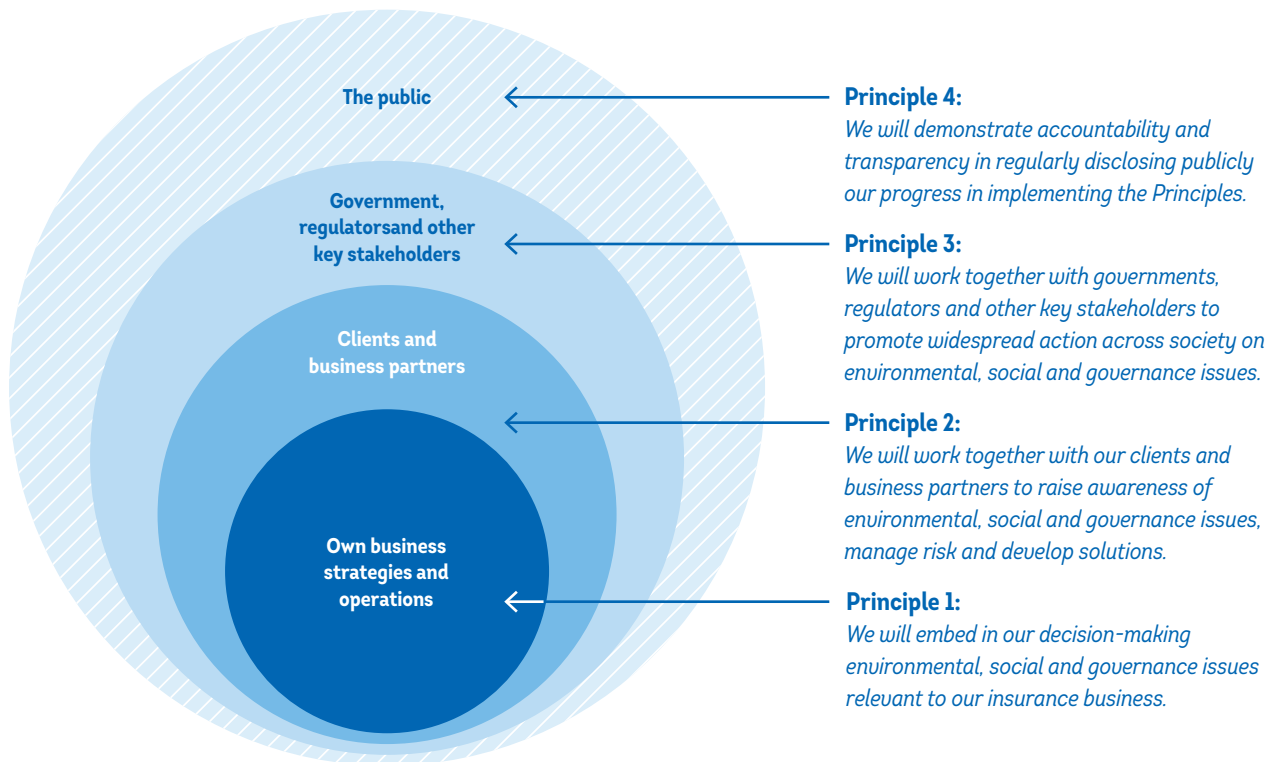 The public
Government,
regulatorsand other
key stakeholders
Clients and
business partners
Own business
strategies and
operations
Principle 4:
We will demonstrate accountability and
transparency in regularly disclosing publicly
our progress in implementing the Principles.
Principle 3:
We will work together with governments,
regulators and other key stakeholders to
promote widespread action across society on
environmental, social and governance issues.
Principle 2:
We will work together with our clients and
business partners to raise awareness of
environmental, social and governance issues,
manage risk and develop solutions.
Principle 1:
We will embed in our decision-making
environmental, social and governance issues
relevant to our insurance business.